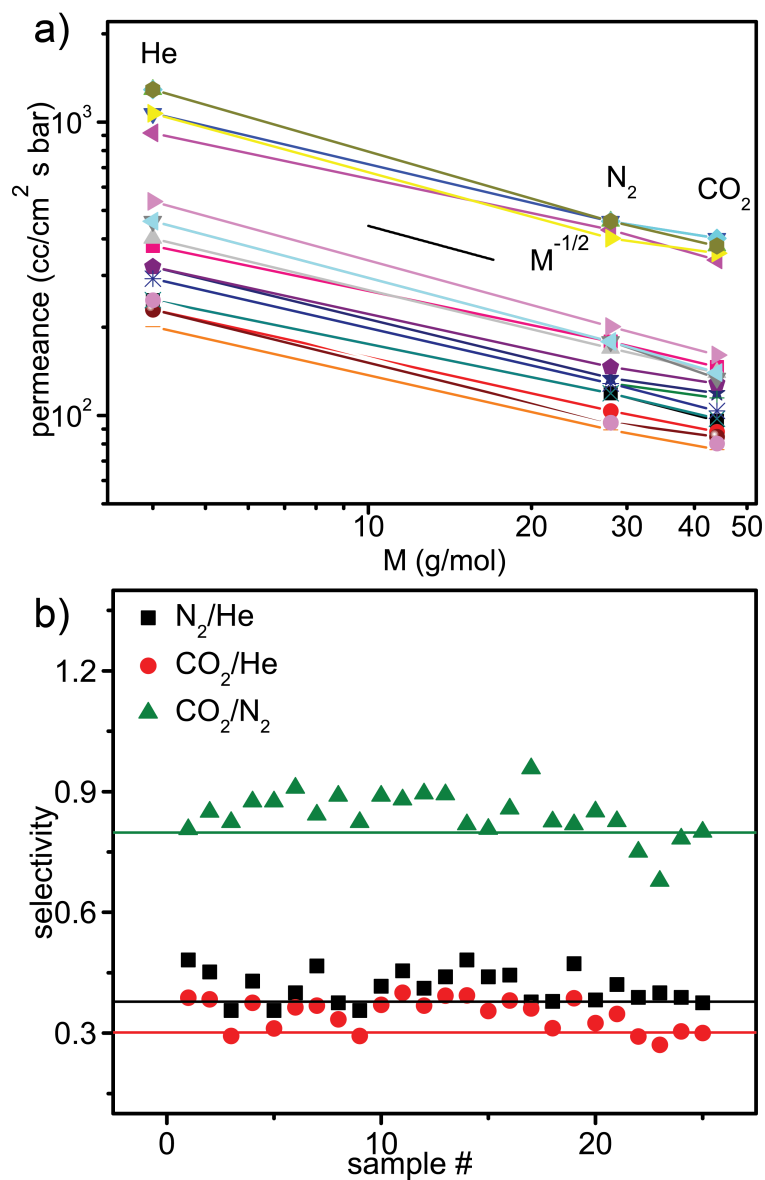 a)
He
N₂
CO₂
M⁻¹/²
10³
10²
permeance (cc/cm² s bar)
10 20 30 40 50
M (g/mol)
b)
N₂/He
CO₂/He
CO₂/N₂
1.2
0.9
0.6
0.3
selectivity
0 10 20
sample #